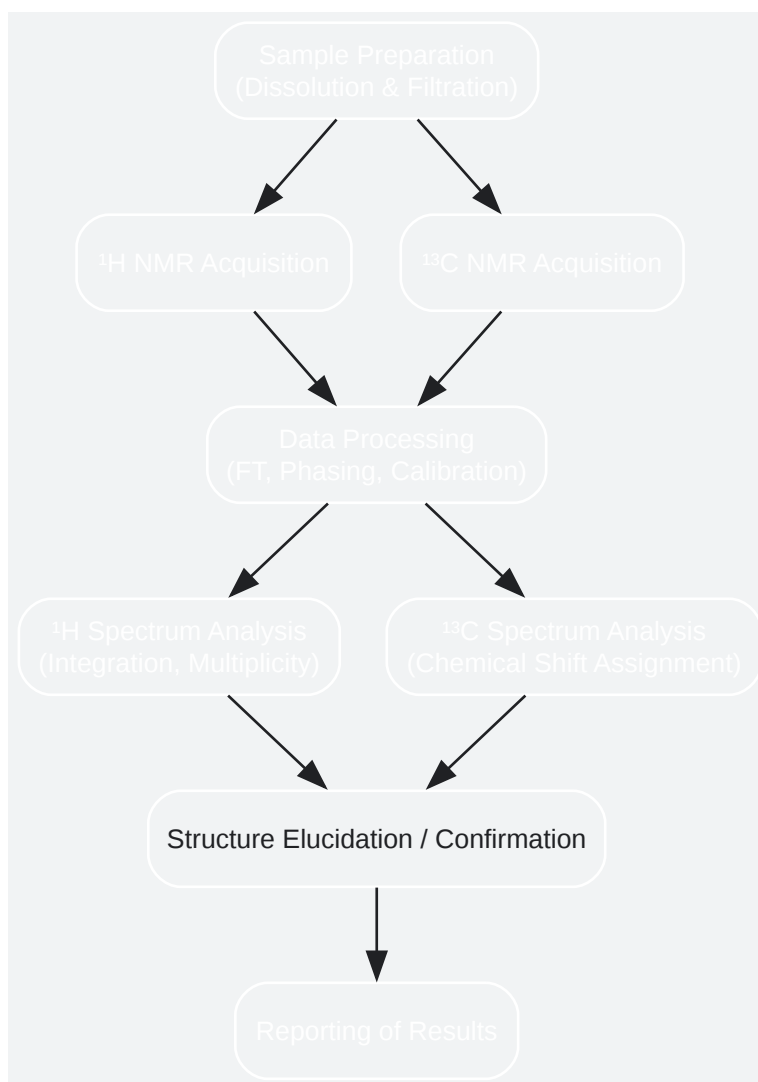 Sample Preparation
(Dissolution & Filtration)
¹H NMR Acquisition
¹³C NMR Acquisition
Data Processing
(FT, Phasing, Calibration)
¹H Spectrum Analysis
(Integration, Multiplicity)
¹³C Spectrum Analysis
(Chemical Shift Assignment)
Structure Elucidation / Confirmation
Reporting of Results